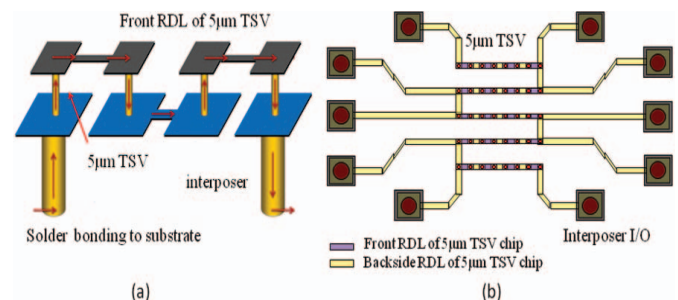 Front RDL of 5μm TSV
5μm TSV
5μm TSV
interposer
Solder bonding to substrate
Interposer I/O
Front RDL of 5μm TSV chip
Backside RDL of 5μm TSV chip
(a)
(b)